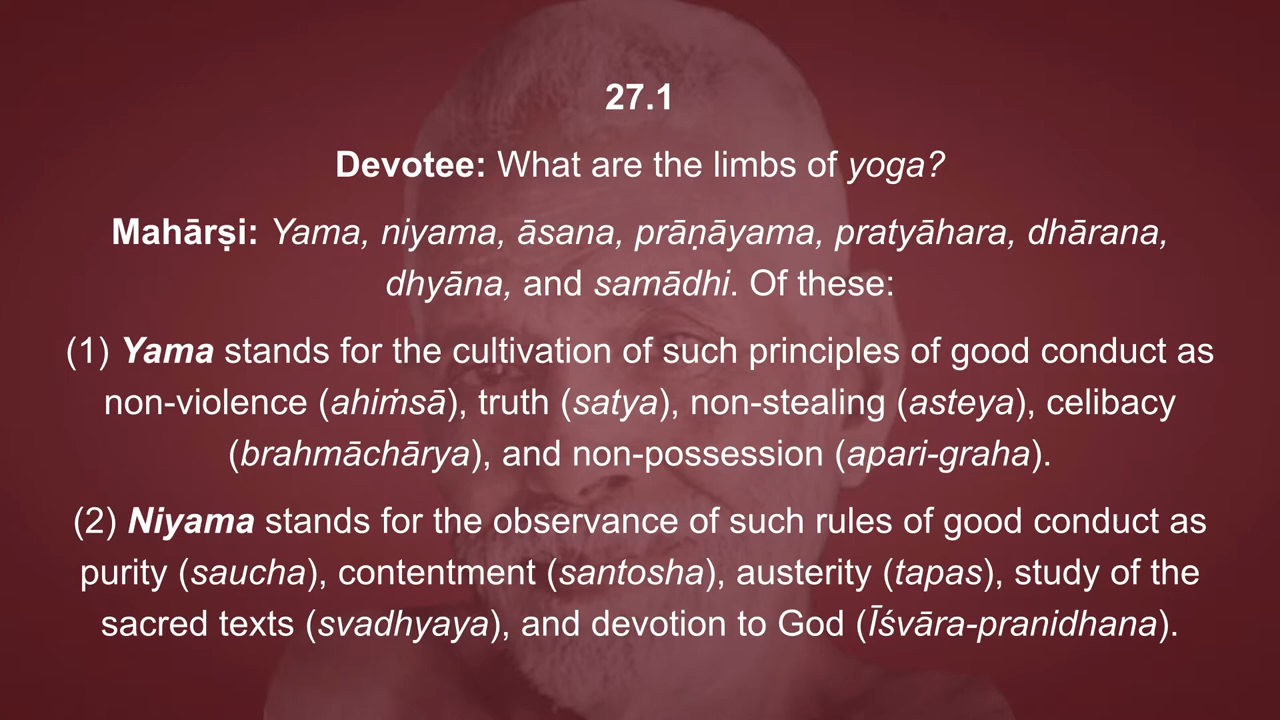 27.1
Devotee: What are the limbs of yoga?
Mahārṣi: Yama, niyama, āsana, prāṇāyama, pratyāhara, dhārana,
dhyāna, and samādhi. Of these:
(1) Yama stands for the cultivation of such principles of good conduct as
non-violence (ahiṁsā), truth (satya), non-stealing (asteya), celibacy
(brahmāchārya), and non-possession (apari-graha).
(2) Niyama stands for the observance of such rules of good conduct as
purity (saucha), contentment (santosha), austerity (tapas), study of the
sacred texts (svadhyaya), and devotion to God (Īśvāra-pranidhana).